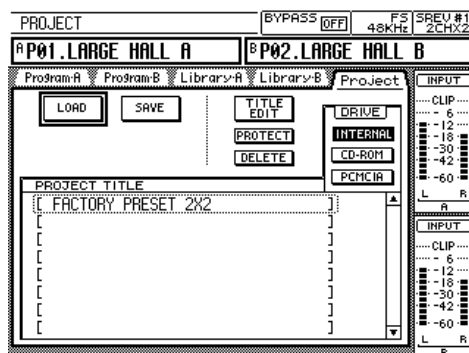 PROJECT
BYPASS OFF
FS 48KHz
SREV #1 2CHX2
A P01.LARGE HALL A
B P02.LARGE HALL B
Program-A Program-B Library-A Library-B Project
LOAD SAVE
TITLE EDIT
PROTECT
DELETE
DRIVE
INTERNAL
CD-ROM
PCMCIA
PROJECT TITLE
[ FACTORY PRESET 2X2 ]
[ ]
[ ]
[ ]
[ ]
[ ]
[ ]
[ ]
INPUT
CLIP
6
12
18
30
42
60
L R
A
INPUT
CLIP
6
12
18
30
42
60
L R
B